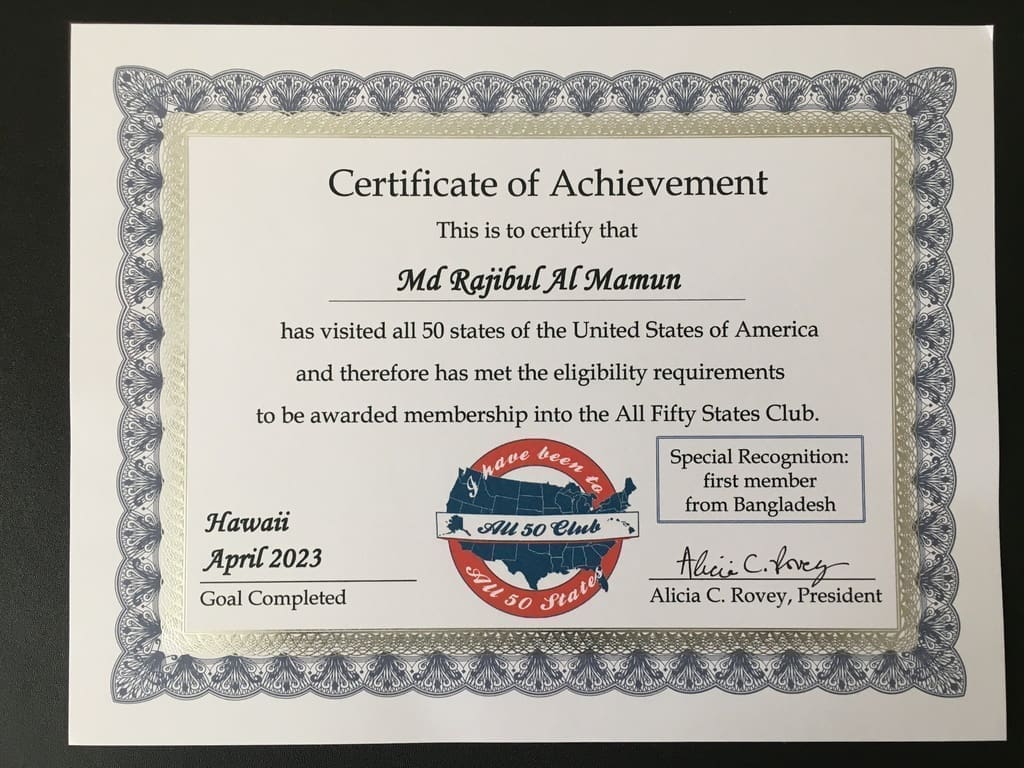 Certificate of Achievement
This is to certify that
Md Rajibul Al Mamun
has visited all 50 states of the United States of America
and therefore has met the eligibility requirements
to be awarded membership into the All Fifty States Club.
I have been to
All 50 Club
All 50 States
Special Recognition:
first member
from Bangladesh
Hawaii
April 2023
Goal Completed
Alicia C. Rovey
Alicia C. Rovey, President